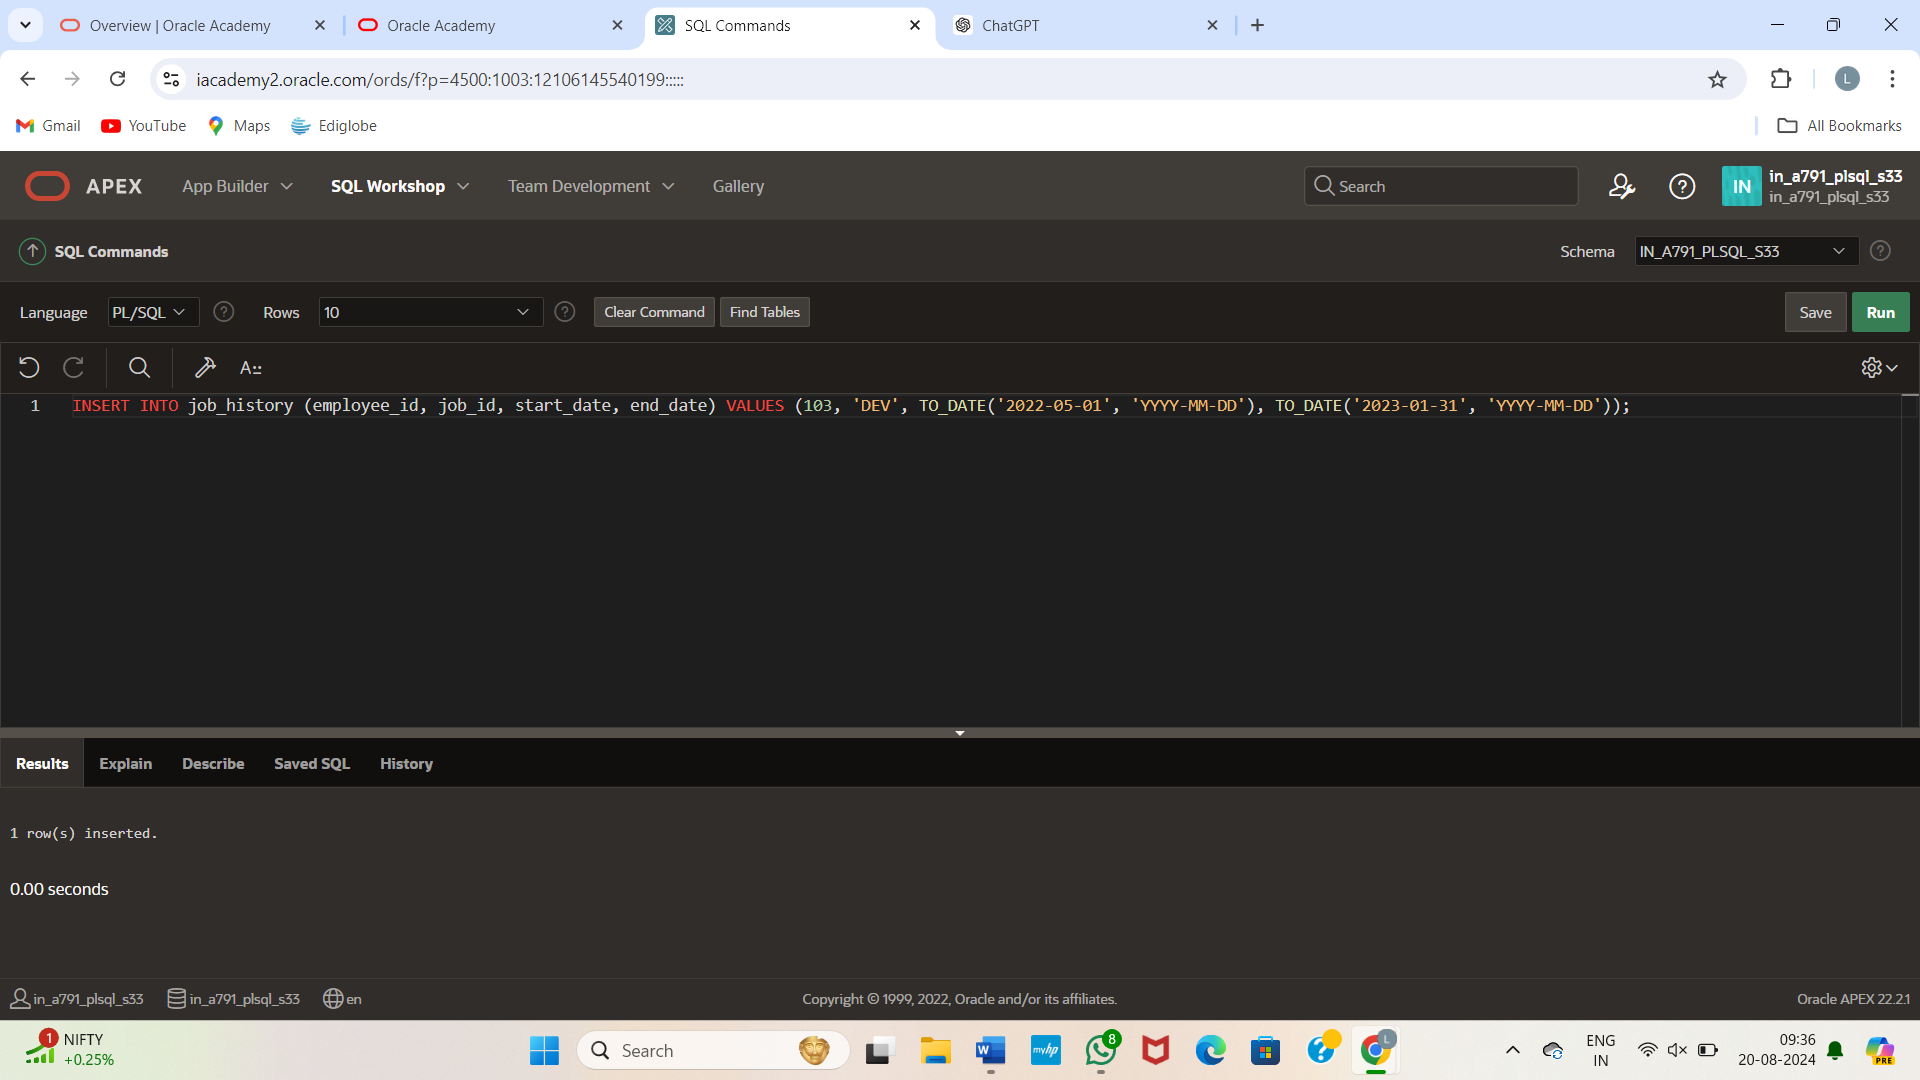 Overview | Oracle Academy
Oracle Academy
SQL Commands
ChatGPT
iacademy2.oracle.com/ords/f?p=4500:1003:12106145540199:::::
L
Gmail
YouTube
Maps
Ediglobe
All Bookmarks
APEX
App Builder
SQL Workshop
Team Development
Gallery
Search
IN
in_a791_plsql_s33
in_a791_plsql_s33
SQL Commands
Schema
IN_A791_PLSQL_S33
Language
PL/SQL
Rows
10
Clear Command
Find Tables
Save
Run
A::
1 INSERT INTO job_history (employee_id, job_id, start_date, end_date) VALUES (103, 'DEV', TO_DATE('2022-05-01', 'YYYY-MM-DD'), TO_DATE('2023-01-31', 'YYYY-MM-DD'));
Results
Explain
Describe
Saved SQL
History
1 row(s) inserted.
0.00 seconds
in_a791_plsql_s33
in_a791_plsql_s33
en
Copyright © 1999, 2022, Oracle and/or its affiliates.
Oracle APEX 22.2.1
1
NIFTY
+0.25%
Search
W
myhp
8
L
ENG
IN
09:36
20-08-2024
PRE